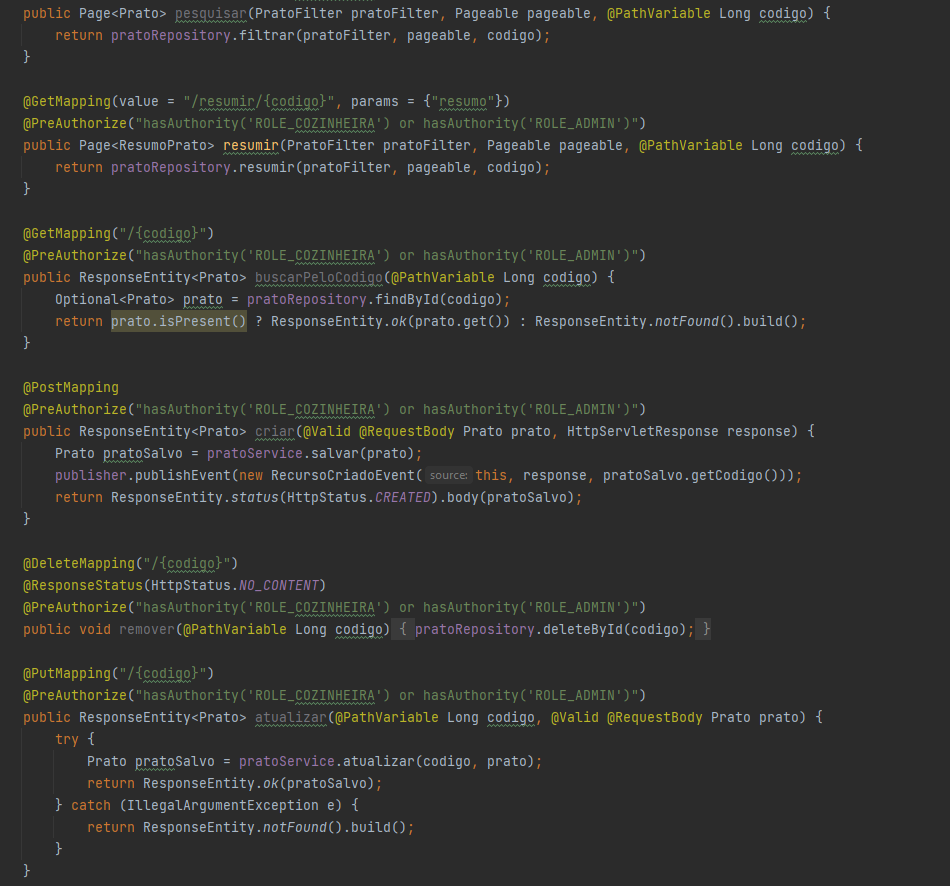 public Page<Prato> pesquisar(PratoFilter pratoFilter, Pageable pageable, @PathVariable Long codigo) {
    return pratoRepository.filtrar(pratoFilter, pageable, codigo);
}

@GetMapping(value = "/resumir/{codigo}", params = {"resumo"})
@PreAuthorize("hasAuthority('ROLE_COZINHEIRA') or hasAuthority('ROLE_ADMIN')")
public Page<ResumoPrato> resumir(PratoFilter pratoFilter, Pageable pageable, @PathVariable Long codigo) {
    return pratoRepository.resumir(pratoFilter, pageable, codigo);
}

@GetMapping("/{codigo}")
@PreAuthorize("hasAuthority('ROLE_COZINHEIRA') or hasAuthority('ROLE_ADMIN')")
public ResponseEntity<Prato> buscarPeloCodigo(@PathVariable Long codigo) {
    Optional<Prato> prato = pratoRepository.findById(codigo);
    return prato.isPresent() ? ResponseEntity.ok(prato.get()) : ResponseEntity.notFound().build();
}

@PostMapping
@PreAuthorize("hasAuthority('ROLE_COZINHEIRA') or hasAuthority('ROLE_ADMIN')")
public ResponseEntity<Prato> criar(@Valid @RequestBody Prato prato, HttpServletResponse response) {
    Prato pratoSalvo = pratoService.salvar(prato);
    publisher.publishEvent(new RecursoCriadoEvent( source: this, response, pratoSalvo.getCodigo()));
    return ResponseEntity.status(HttpStatus.CREATED).body(pratoSalvo);
}

@DeleteMapping("/{codigo}")
@ResponseStatus(HttpStatus.NO_CONTENT)
@PreAuthorize("hasAuthority('ROLE_COZINHEIRA') or hasAuthority('ROLE_ADMIN')")
public void remover(@PathVariable Long codigo) { pratoRepository.deleteById(codigo); }

@PutMapping("/{codigo}")
@PreAuthorize("hasAuthority('ROLE_COZINHEIRA') or hasAuthority('ROLE_ADMIN')")
public ResponseEntity<Prato> atualizar(@PathVariable Long codigo, @Valid @RequestBody Prato prato) {
    try {
        Prato pratoSalvo = pratoService.atualizar(codigo, prato);
        return ResponseEntity.ok(pratoSalvo);
    } catch (IllegalArgumentException e) {
        return ResponseEntity.notFound().build();
    }
}